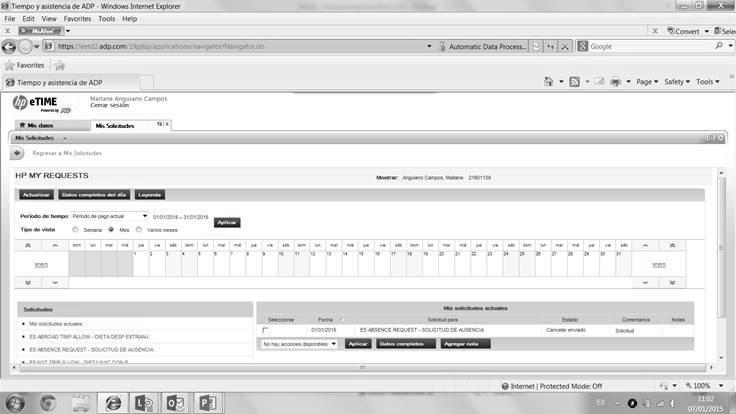 Tiempo y asistencia de ADP - Windows Internet Explorer
File Edit View Favorites Tools Help
x McAfee x Convert Select
https://eetd2.adp.com/19pj6p/applications/navigator/Navigator.do Automatic Data Process... Google
Favorites
Tiempo y asistencia de ADP Page Safety Tools
hp eTIME Maitane Anguiano Campos
Powered by ADP Cerrar sesión
Mis datos Mis Solicitudes
Mis Solicitudes
Regresar a Mis Solicitudes
HP MY REQUESTS Mostrar: Anguiano Campos, Maitane 21601139
Actualizar Datos completos del día Leyenda
Período de tiempo: Período de pago actual 01/01/2015 – 31/01/2015 Aplicar
Tipo de vista Semana Mes Varios meses
dom lun mar mié jue vie sáb dom lun mar mié jue vie sáb dom lun mar mié jue vie sáb dom lun mar mié jue vie sáb dom lun mar mié jue vie sáb
enero 1 2 3 4 5 6 7 8 9 10 11 12 13 14 15 16 17 18 19 20 21 22 23 24 25 26 27 28 29 30 31 enero
Solicitudes Mis solicitudes actuales
Seleccionar Fecha Solicitud para Estado Comentarios Notas
Mis solicitudes actuales 01/01/2015 ES ABSENCE REQUEST - SOLICITUD DE AUSENCIA Cancelar enviado Solicitud
ES ABROAD TRIP ALLOW - DIETA DESP EXTRANJ
No hay acciones disponibles Aplicar Datos completos Agregar nota
ES ABSENCE REQUEST - SOLICITUD DE AUSENCIA
ES NAT TRIP ALLOW - DIETA NAC CON P
Internet | Protected Mode: Off 100%
ES 11:02
07/01/2015